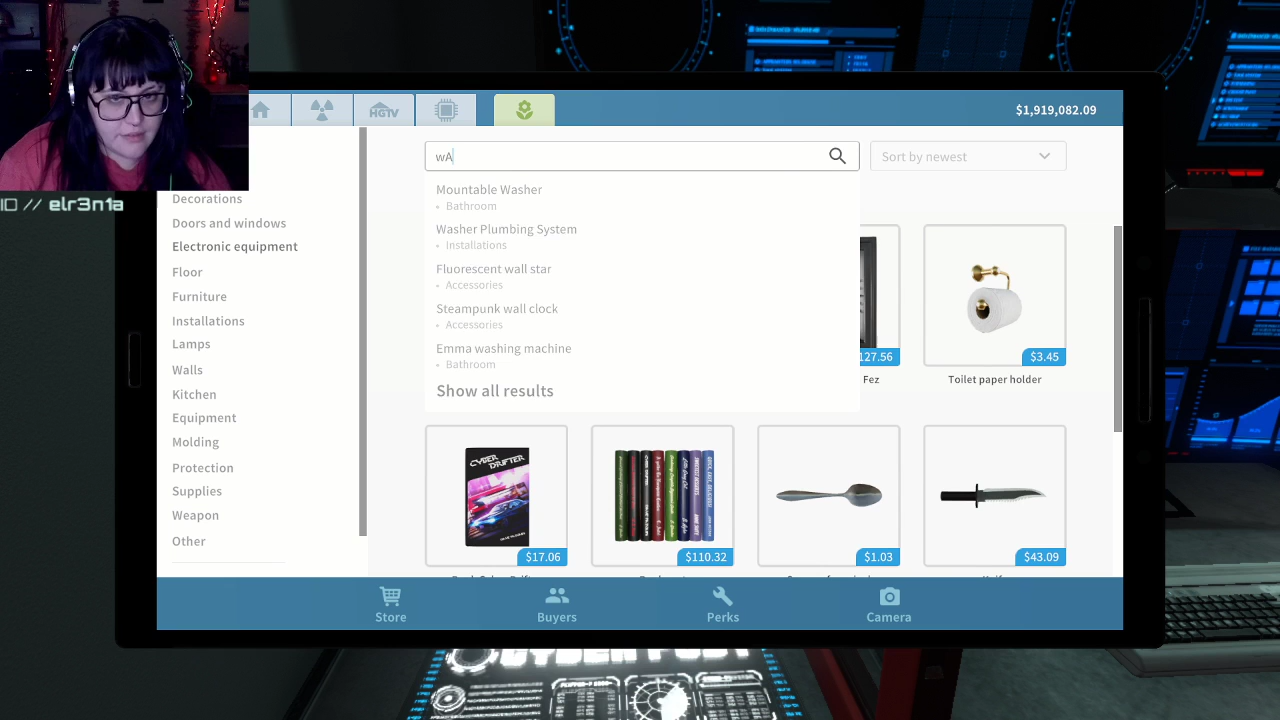 HGTV
$1,919,082.09
wA
Sort by newest
Mountable Washer
• Bathroom
Washer Plumbing System
• Installations
Fluorescent wall star
• Accessories
Steampunk wall clock
• Accessories
Emma washing machine
• Bathroom
Show all results
ID // elr3n1a
Decorations
Doors and windows
Electronic equipment
Floor
Furniture
Installations
Lamps
Walls
Kitchen
Equipment
Molding
Protection
Supplies
Weapon
Other
127.56
Fez
$3.45
Toilet paper holder
CYBER DRIFTER
$17.06
$110.32
$1.03
$43.09
Store
Buyers
Perks
Camera